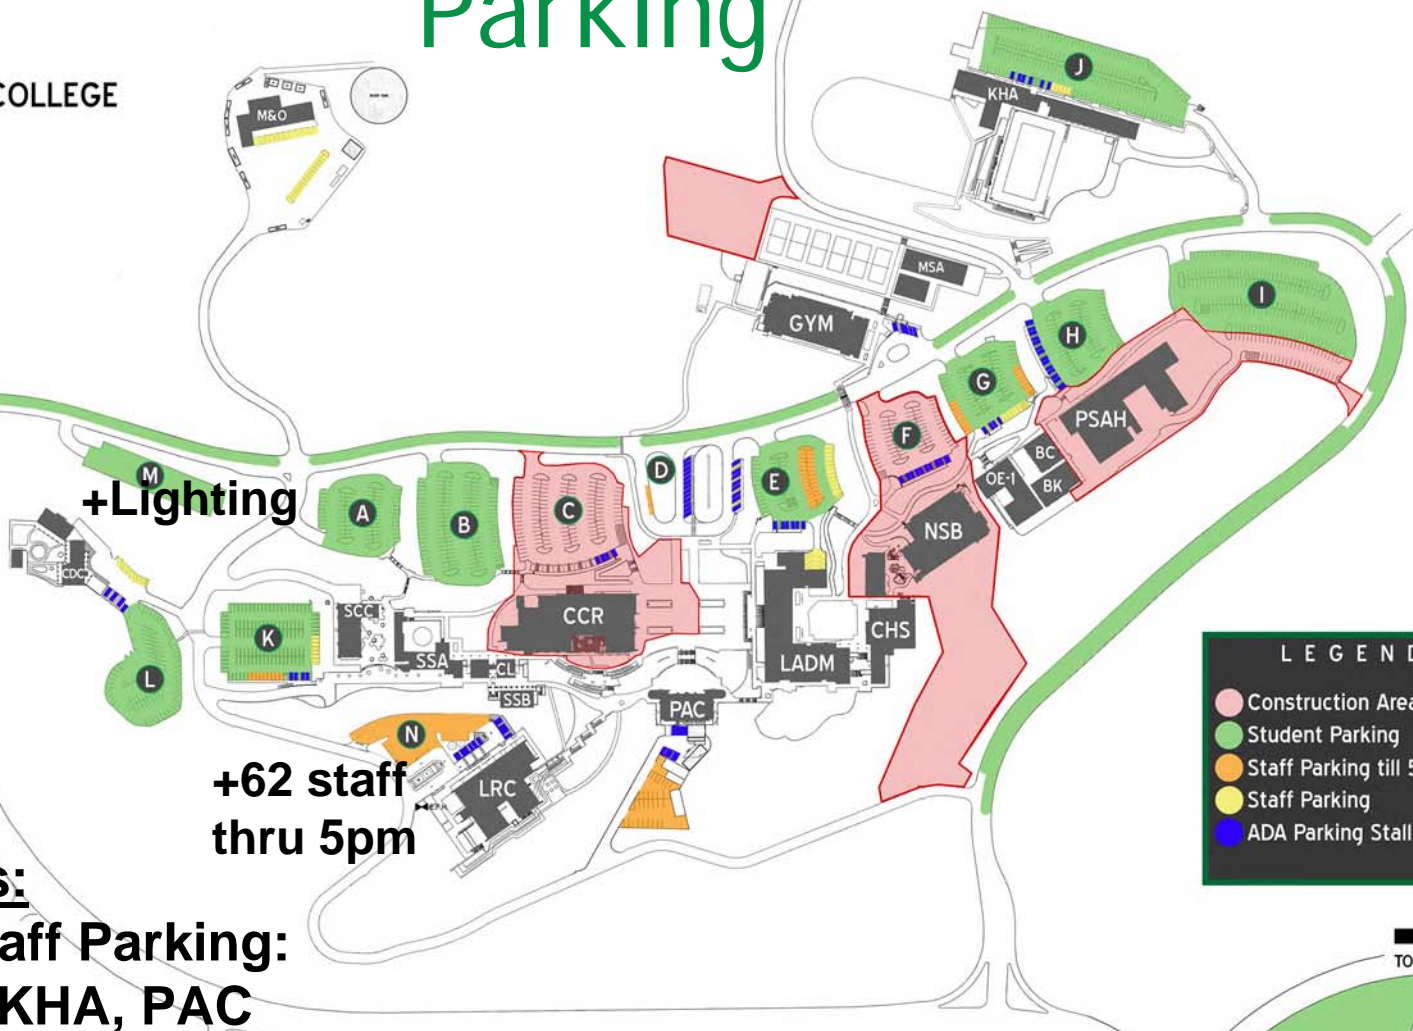 Parking
COLLEGE
M&O
J
KHA
MSA
GYM
I
H
G
PSAH
F
BC
OE-1
BK
M
+Lighting
A
B
C
D
E
NSB
CDC
SCC
K
SSA
CL
SSB
CCR
LADM
CHS
L
PAC
N
LRC
+62 staff
thru 5pm
LEGEND
Construction Area
Student Parking
Staff Parking till 5
Staff Parking
ADA Parking Stall
s:
aff Parking:
KHA, PAC
TO